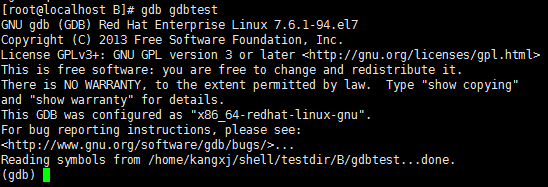 [root@localhost B]# gdb gdbtest
GNU gdb (GDB) Red Hat Enterprise Linux 7.6.1-94.el7
Copyright (C) 2013 Free Software Foundation, Inc.
License GPLv3+: GNU GPL version 3 or later <http://gnu.org/licenses/gpl.html>
This is free software: you are free to change and redistribute it.
There is NO WARRANTY, to the extent permitted by law.  Type "show copying"
and "show warranty" for details.
This GDB was configured as "x86_64-redhat-linux-gnu".
For bug reporting instructions, please see:
<http://www.gnu.org/software/gdb/bugs/>...
Reading symbols from /home/kangxj/shell/testdir/B/gdbtest...done.
(gdb)